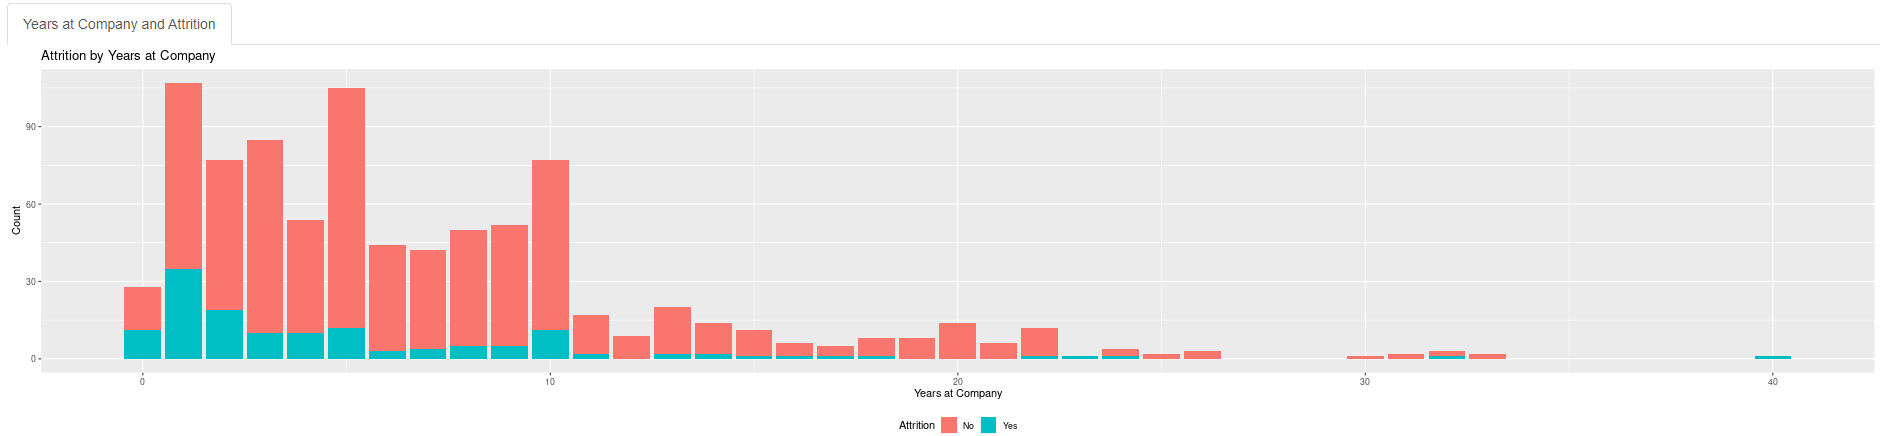 Years at Company and Attrition
Attrition by Years at Company
90
60
30
0
Count
0 10 20 30 40
Years at Company
Attrition No Yes